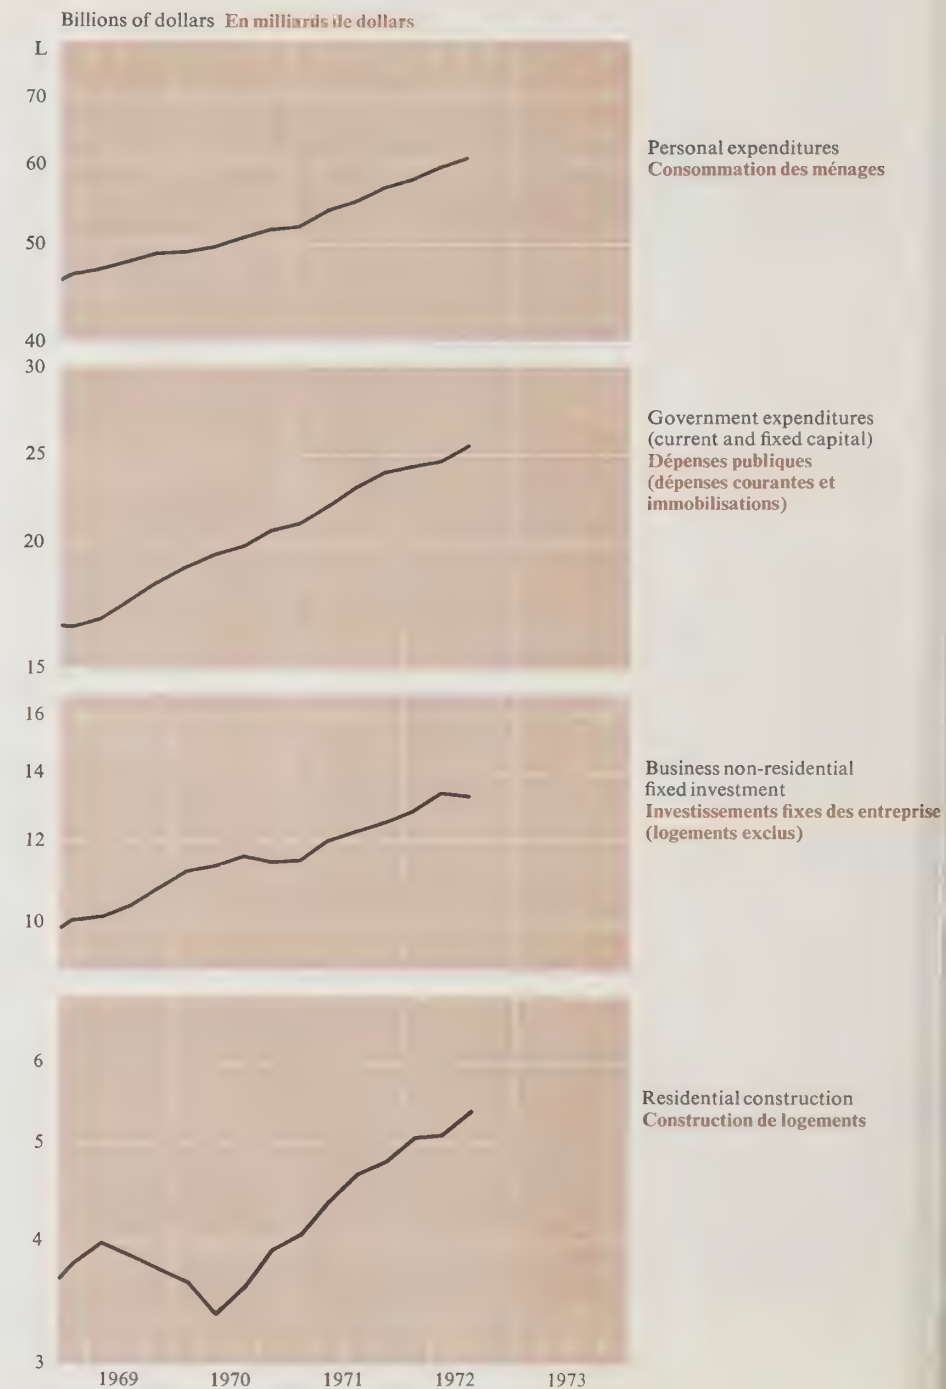 Billions of dollars En milliards de dollars
L
70
60
50
40
Personal expenditures
Consommation des ménages
30
25
20
15
Government expenditures
(current and fixed capital)
Dépenses publiques
(dépenses courantes et
immobilisations)
16
14
12
10
Business non-residential
fixed investment
Investissements fixes des entreprise
(logements exclus)
6
5
4
3
Residential construction
Construction de logements
1969 1970 1971 1972 1973